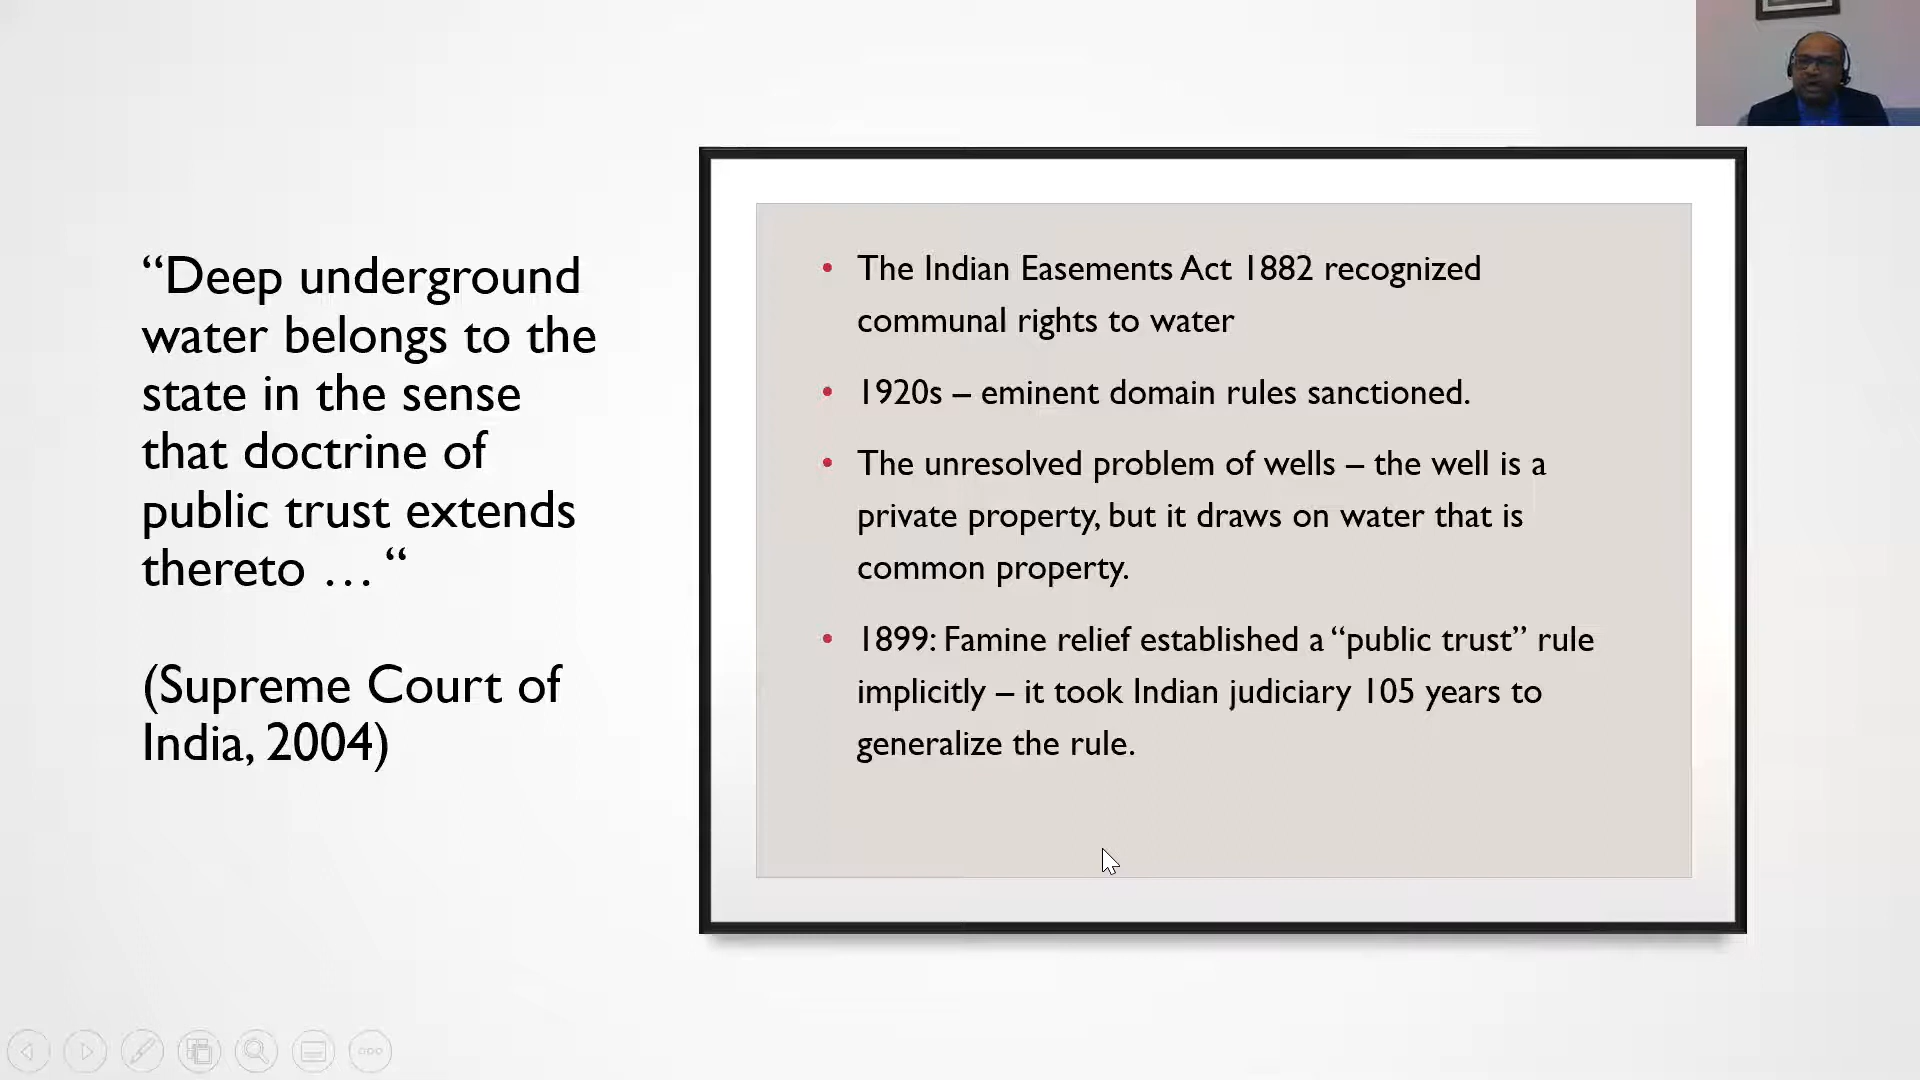 “Deep underground
water belongs to the
state in the sense
that doctrine of
public trust extends
thereto … “
(Supreme Court of
India, 2004)
• The Indian Easements Act 1882 recognized
communal rights to water
• 1920s – eminent domain rules sanctioned.
• The unresolved problem of wells – the well is a
private property, but it draws on water that is
common property.
• 1899: Famine relief established a “public trust” rule
implicitly – it took Indian judiciary 105 years to
generalize the rule.